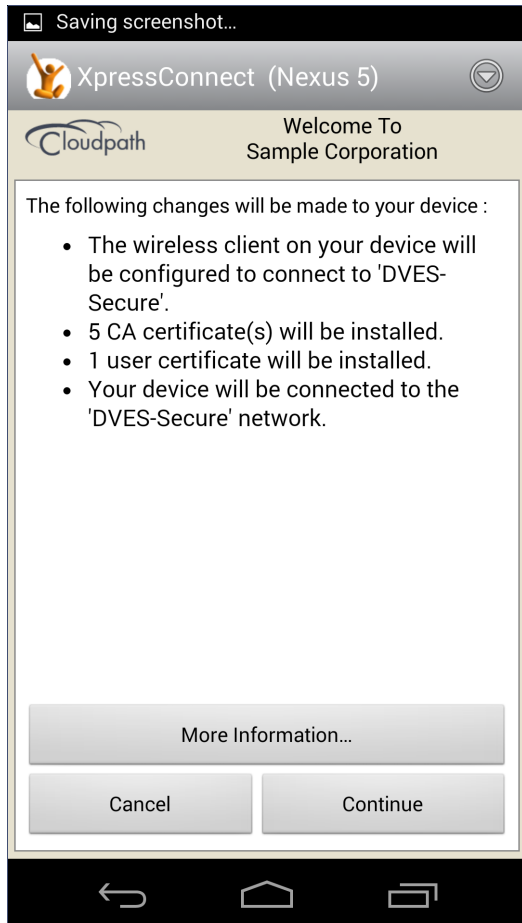 Saving screenshot...
XpressConnect (Nexus 5)
Cloudpath
Welcome To
Sample Corporation
The following changes will be made to your device :
• The wireless client on your device will
be configured to connect to 'DVES-
Secure'.
• 5 CA certificate(s) will be installed.
• 1 user certificate will be installed.
• Your device will be connected to the
'DVES-Secure' network.
More Information...
Cancel
Continue